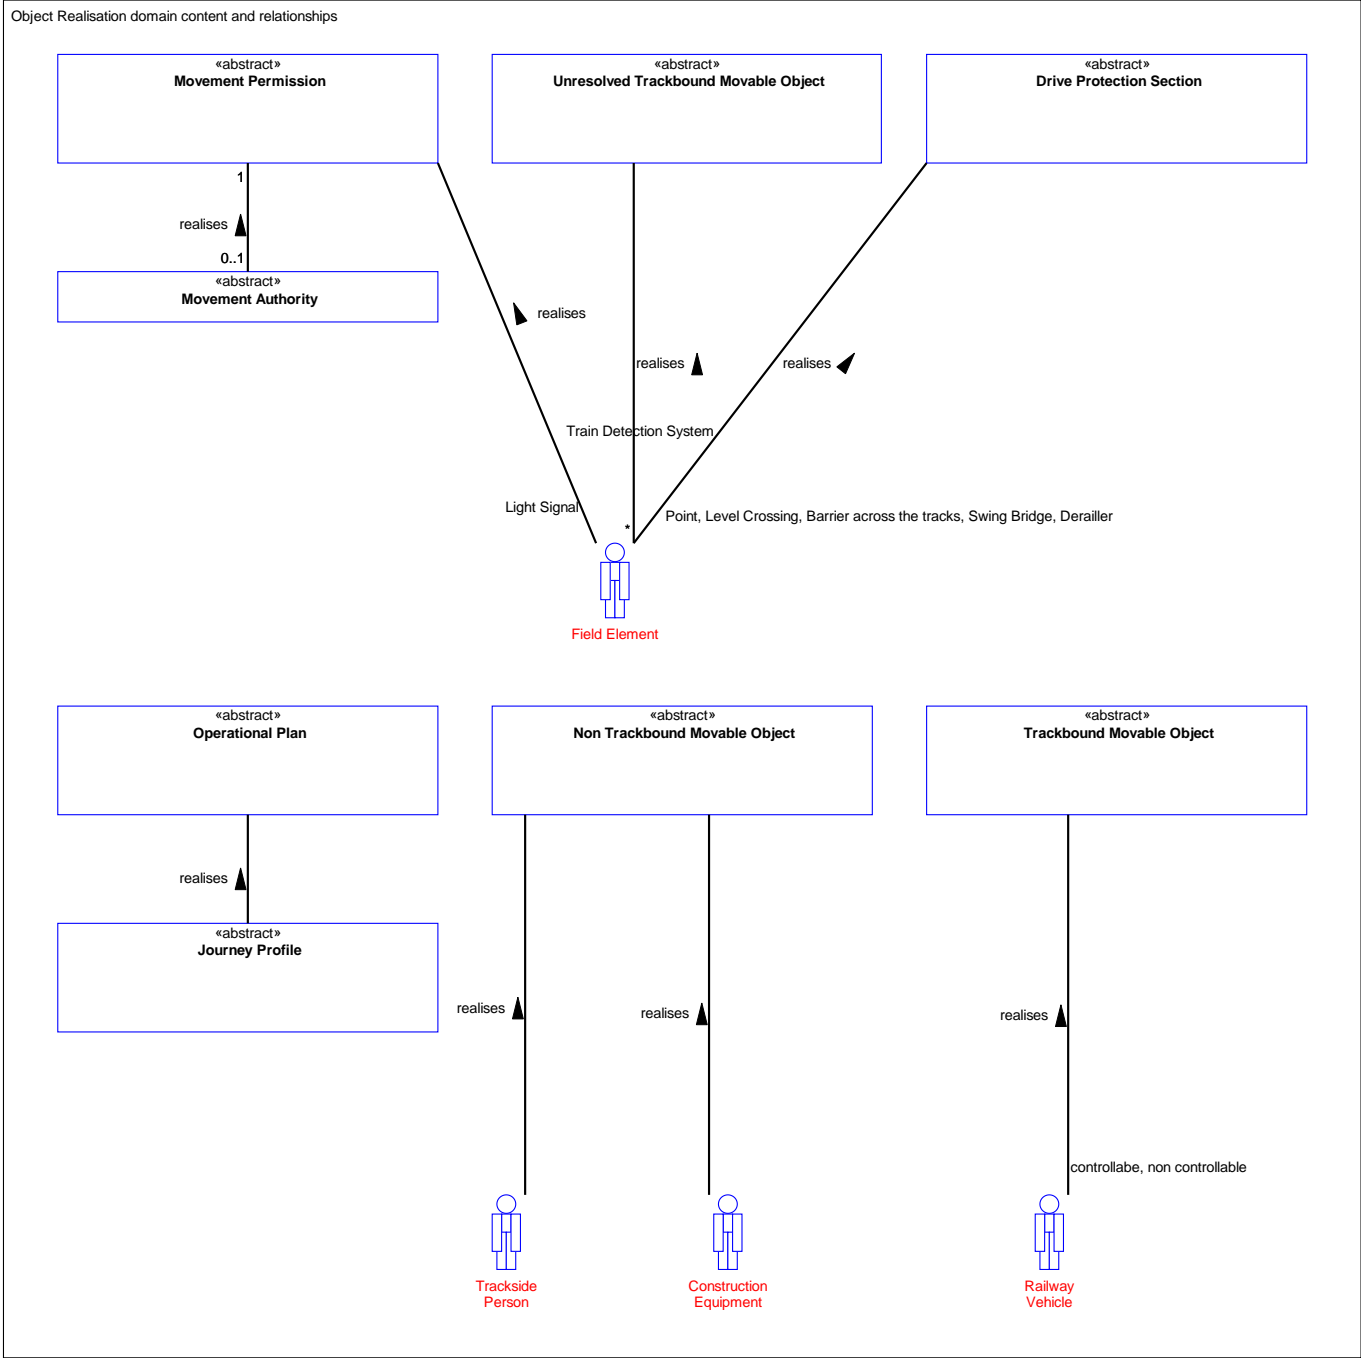 Object Realisation domain content and relationships
«abstract»
Movement Permission
«abstract»
Unresolved Trackbound Movable Object
«abstract»
Drive Protection Section
1
realises
0..1
«abstract»
Movement Authority
realises
realises
realises
Train Detection System
Light Signal
*
Point, Level Crossing, Barrier across the tracks, Swing Bridge, Derailler
Field Element
«abstract»
Operational Plan
«abstract»
Non Trackbound Movable Object
«abstract»
Trackbound Movable Object
realises
«abstract»
Journey Profile
realises
realises
realises
controllabe, non controllable
Trackside
Person
Construction
Equipment
Railway
Vehicle